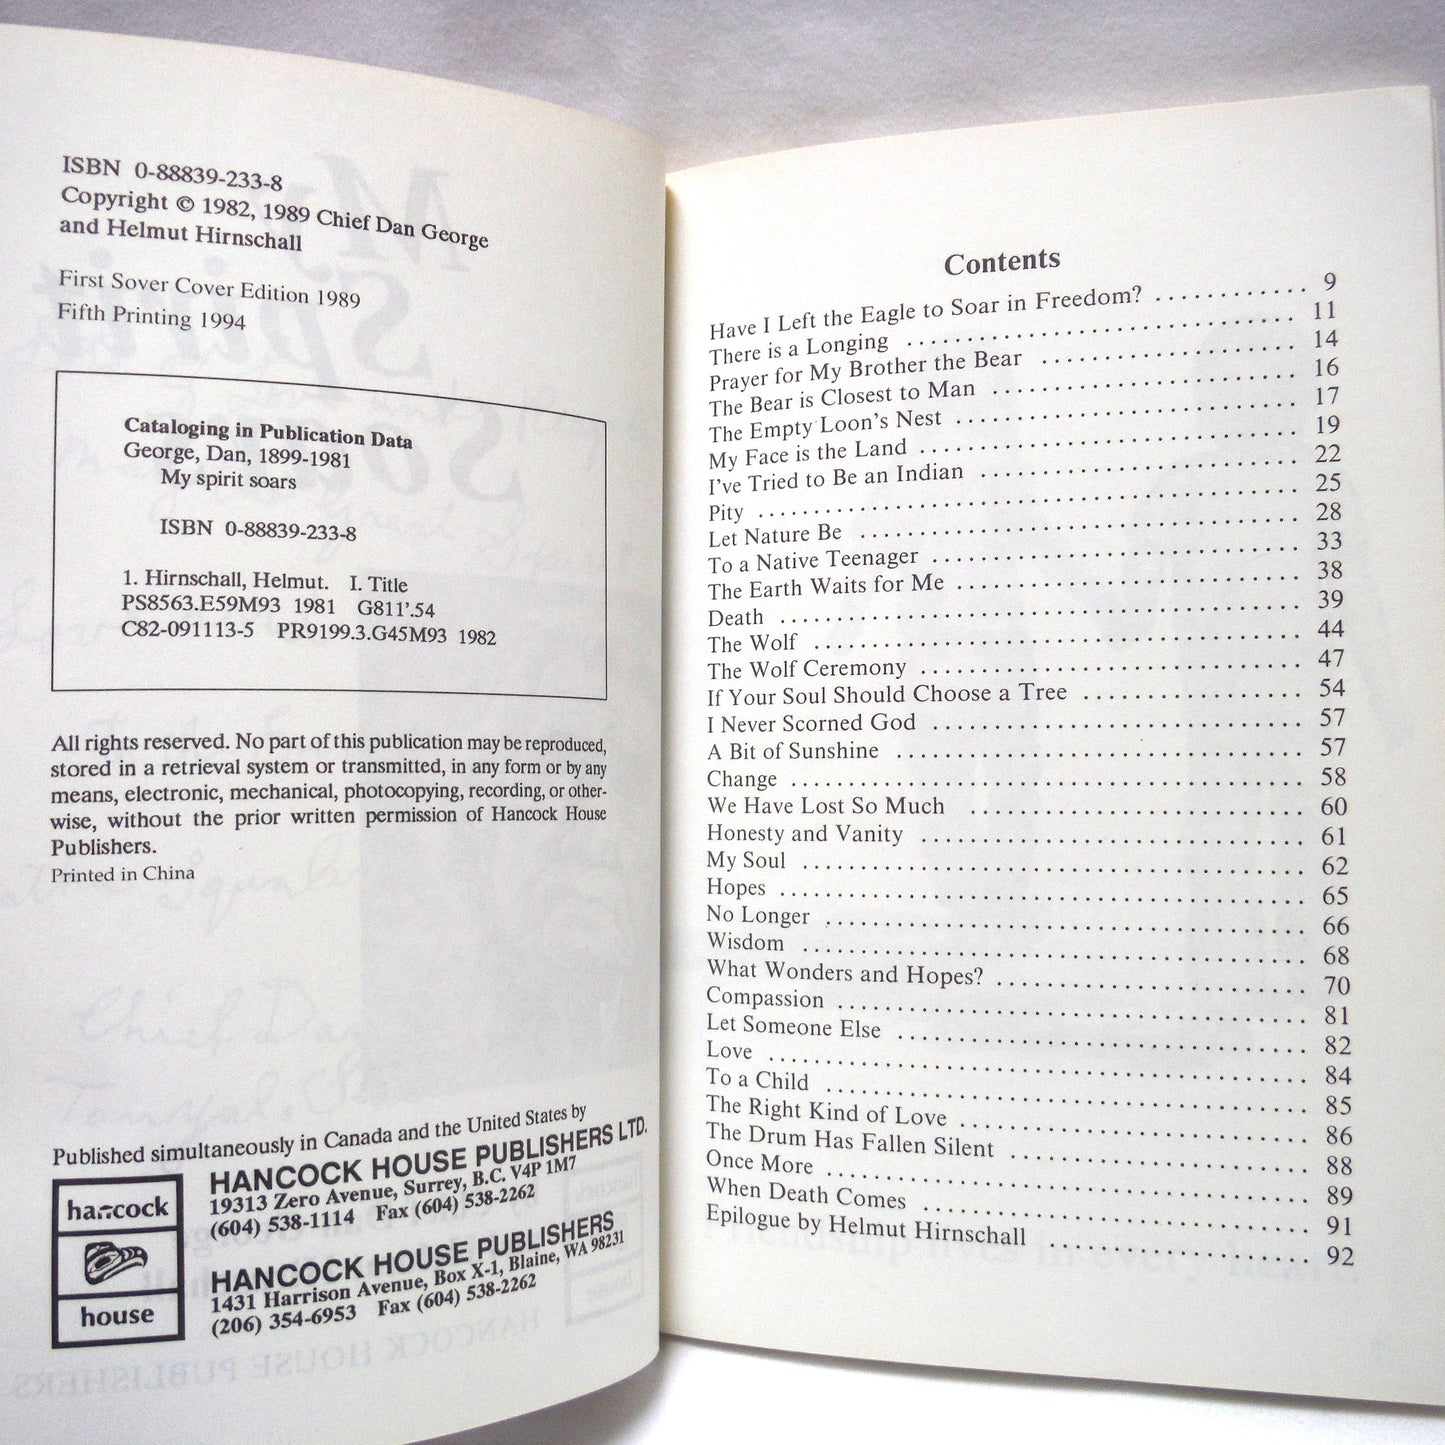 ISBN 0-88839-233-8
Copyright © 1982, 1989 Chief Dan George
and Helmut Hirnschall
First Sover Cover Edition 1989
Fifth Printing 1994
Cataloging in Publication Data
George, Dan, 1899-1981
My spirit soars
ISBN 0-88839-233-8
1. Hirnschall, Helmut. I. Title
PS8563.E59M93 1981 G811'.54
C82-091113-5 PR9199.3.G45M93 1982
All rights reserved. No part of this publication may be reproduced,
stored in a retrieval system or transmitted, in any form or by any
means, electronic, mechanical, photocopying, recording, or other-
wise, without the prior written permission of Hancock House
Publishers.
Printed in China
Published simultaneously in Canada and the United States by
HANCOCK HOUSE PUBLISHERS LTD.
19313 Zero Avenue, Surrey, B.C. V4P 1M7
(604) 538-1114 Fax (604) 538-2262
HANCOCK HOUSE PUBLISHERS
1431 Harrison Avenue, Box X-1, Blaine, WA 98231
(206) 354-6953 Fax (604) 538-2262
hancock
house
Contents
Have I Left the Eagle to Soar in Freedom? ............ 9
There is a Longing ............ 11
Prayer for My Brother the Bear ............ 14
The Bear is Closest to Man ............ 16
The Empty Loon's Nest ............ 17
My Face is the Land ............ 19
I've Tried to Be an Indian ............ 22
Pity ............ 25
Let Nature Be ............ 28
To a Native Teenager ............ 33
The Earth Waits for Me ............ 38
Death ............ 39
The Wolf ............ 44
The Wolf Ceremony ............ 47
If Your Soul Should Choose a Tree ............ 54
I Never Scorned God ............ 57
A Bit of Sunshine ............ 57
Change ............ 58
We Have Lost So Much ............ 60
Honesty and Vanity ............ 61
My Soul ............ 62
Hopes ............ 65
No Longer ............ 66
Wisdom ............ 68
What Wonders and Hopes? ............ 70
Compassion ............ 81
Let Someone Else ............ 82
Love ............ 84
To a Child ............ 85
The Right Kind of Love ............ 86
The Drum Has Fallen Silent ............ 88
Once More ............ 89
When Death Comes ............ 91
Epilogue by Helmut Hirnschall ............ 92